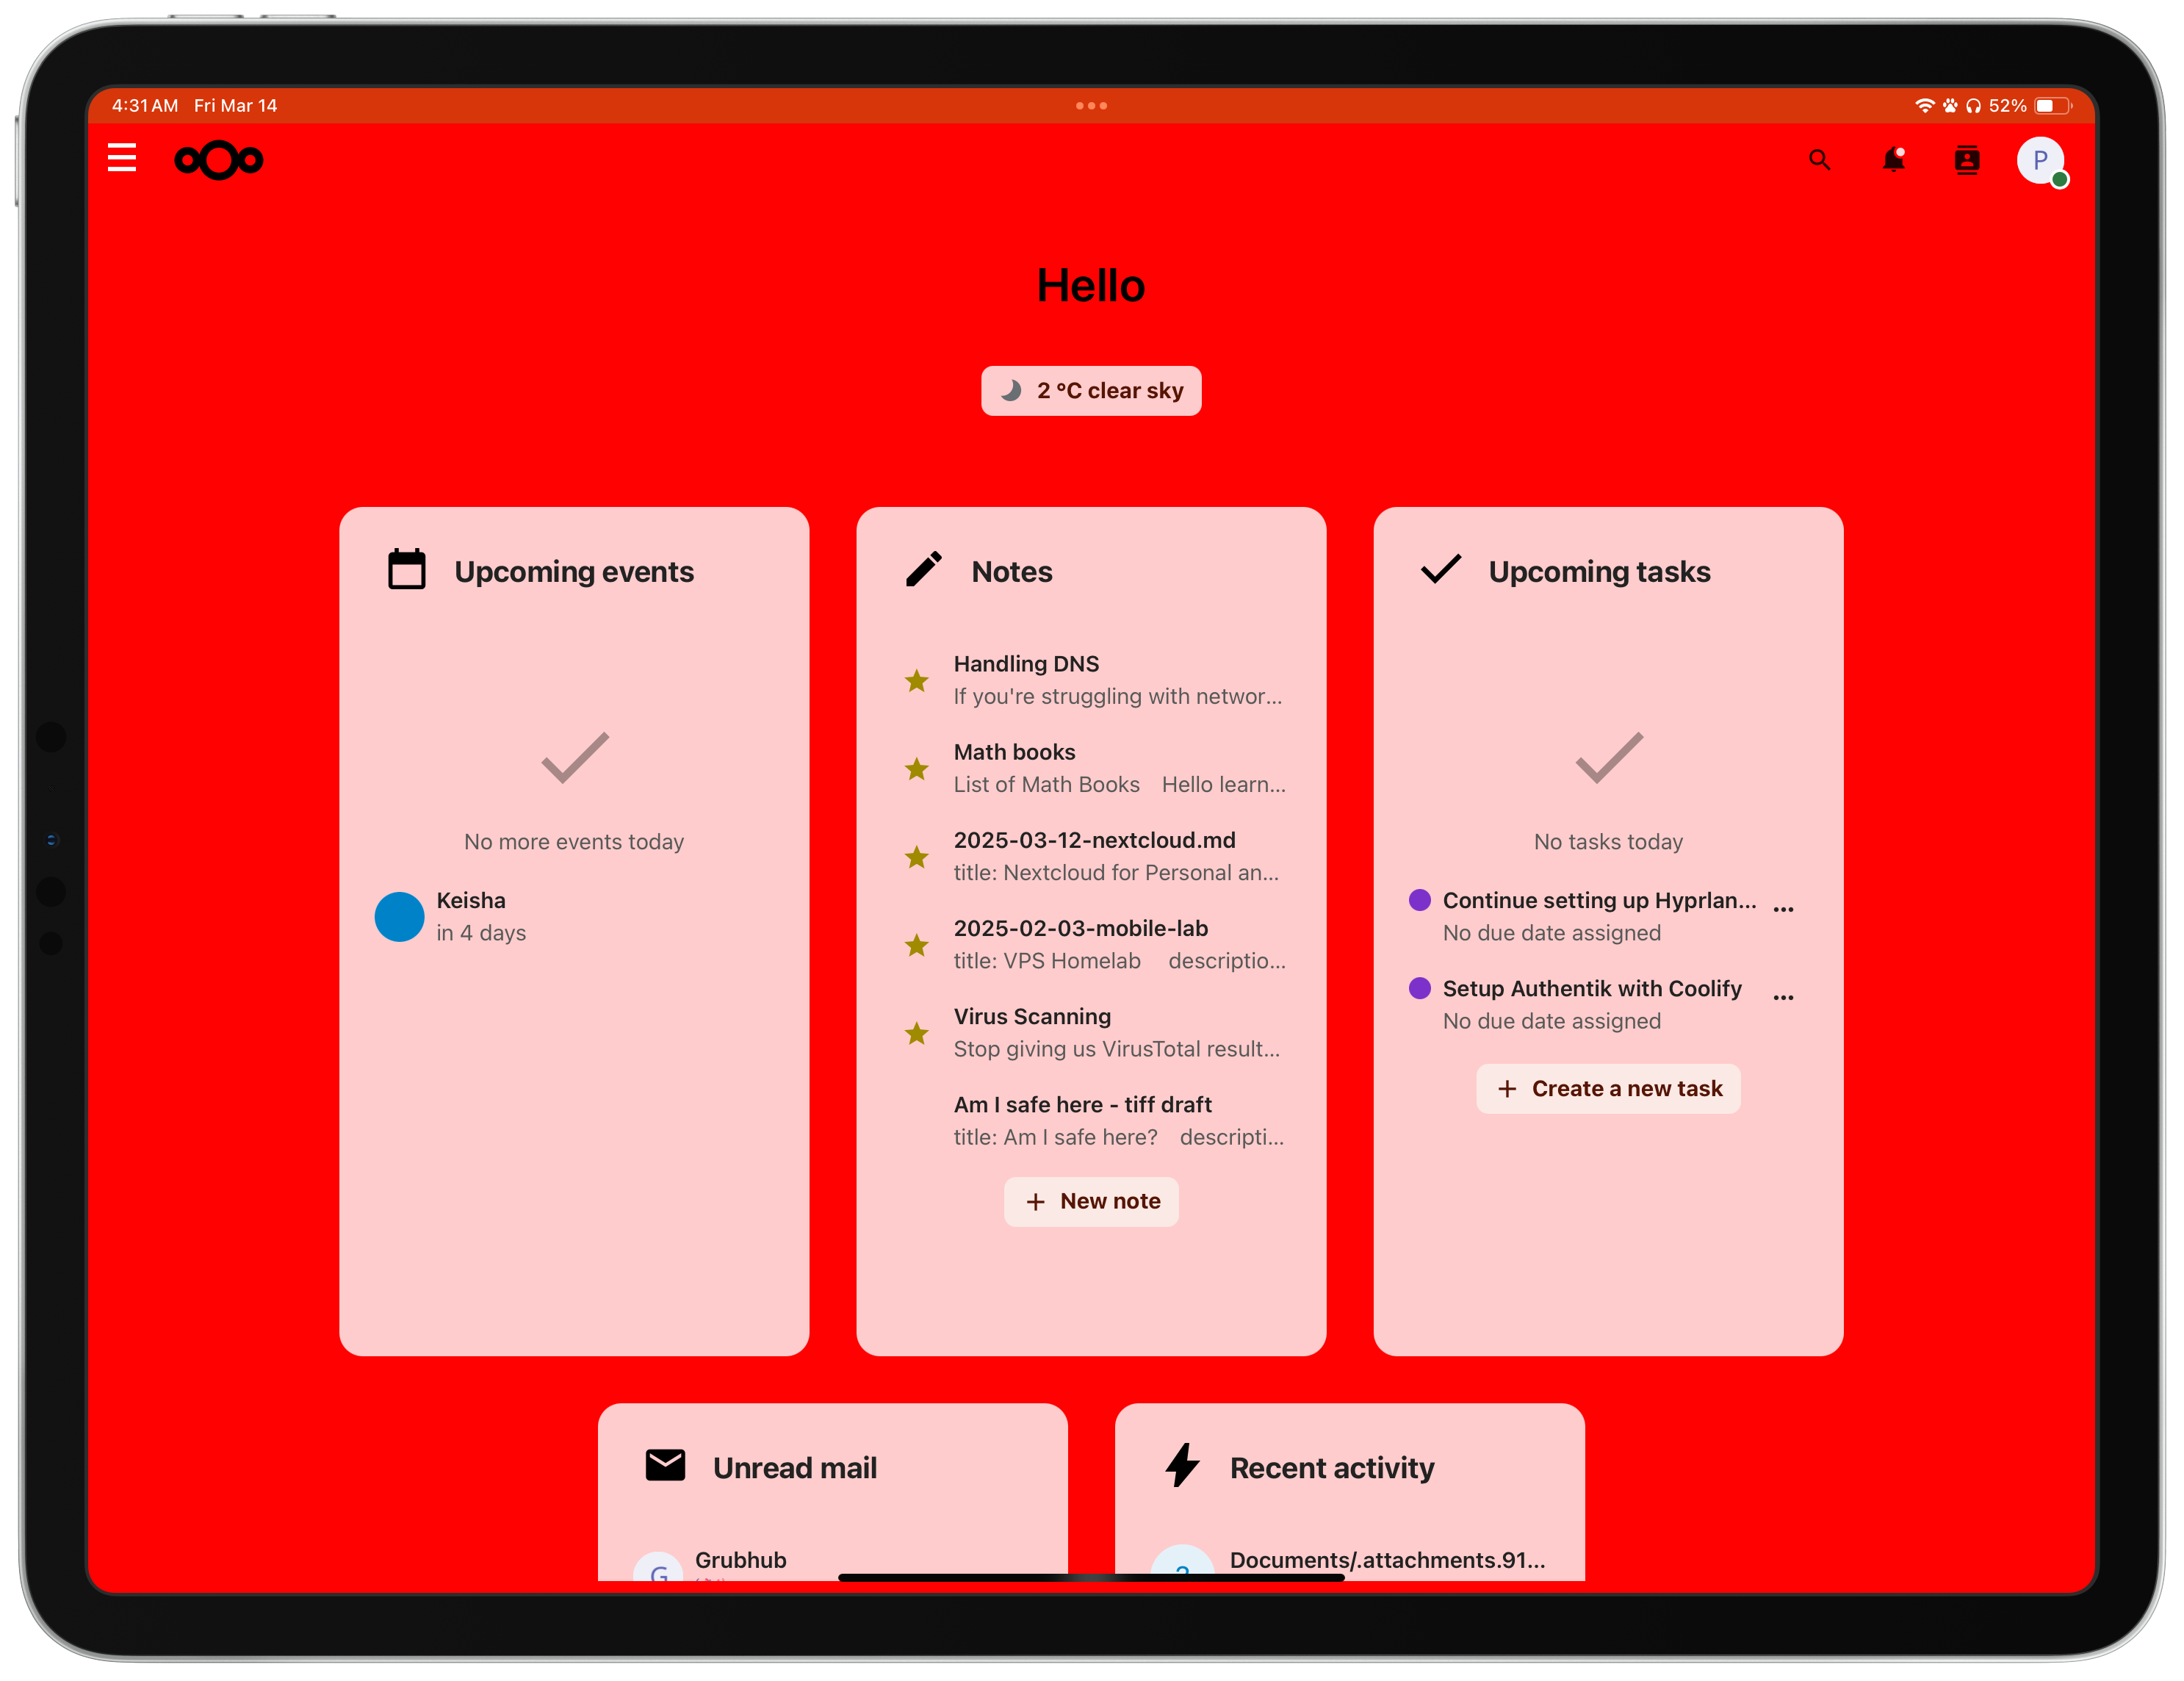 4:31 AM Fri Mar 14
52%
P
Hello
2 °C clear sky
Upcoming events
No more events today
Keisha
in 4 days
Notes
Handling DNS
If you're struggling with networ...
Math books
List of Math Books Hello learn...
2025-03-12-nextcloud.md
title: Nextcloud for Personal an...
2025-02-03-mobile-lab
title: VPS Homelab descriptio...
Virus Scanning
Stop giving us VirusTotal result...
Am I safe here - tiff draft
title: Am I safe here? descripti...
+ New note
Upcoming tasks
No tasks today
Continue setting up Hyprlan... ...
No due date assigned
Setup Authentik with Coolify ...
No due date assigned
+ Create a new task
Unread mail
G
Grubhub
Recent activity
?
Documents/.attachments.91...